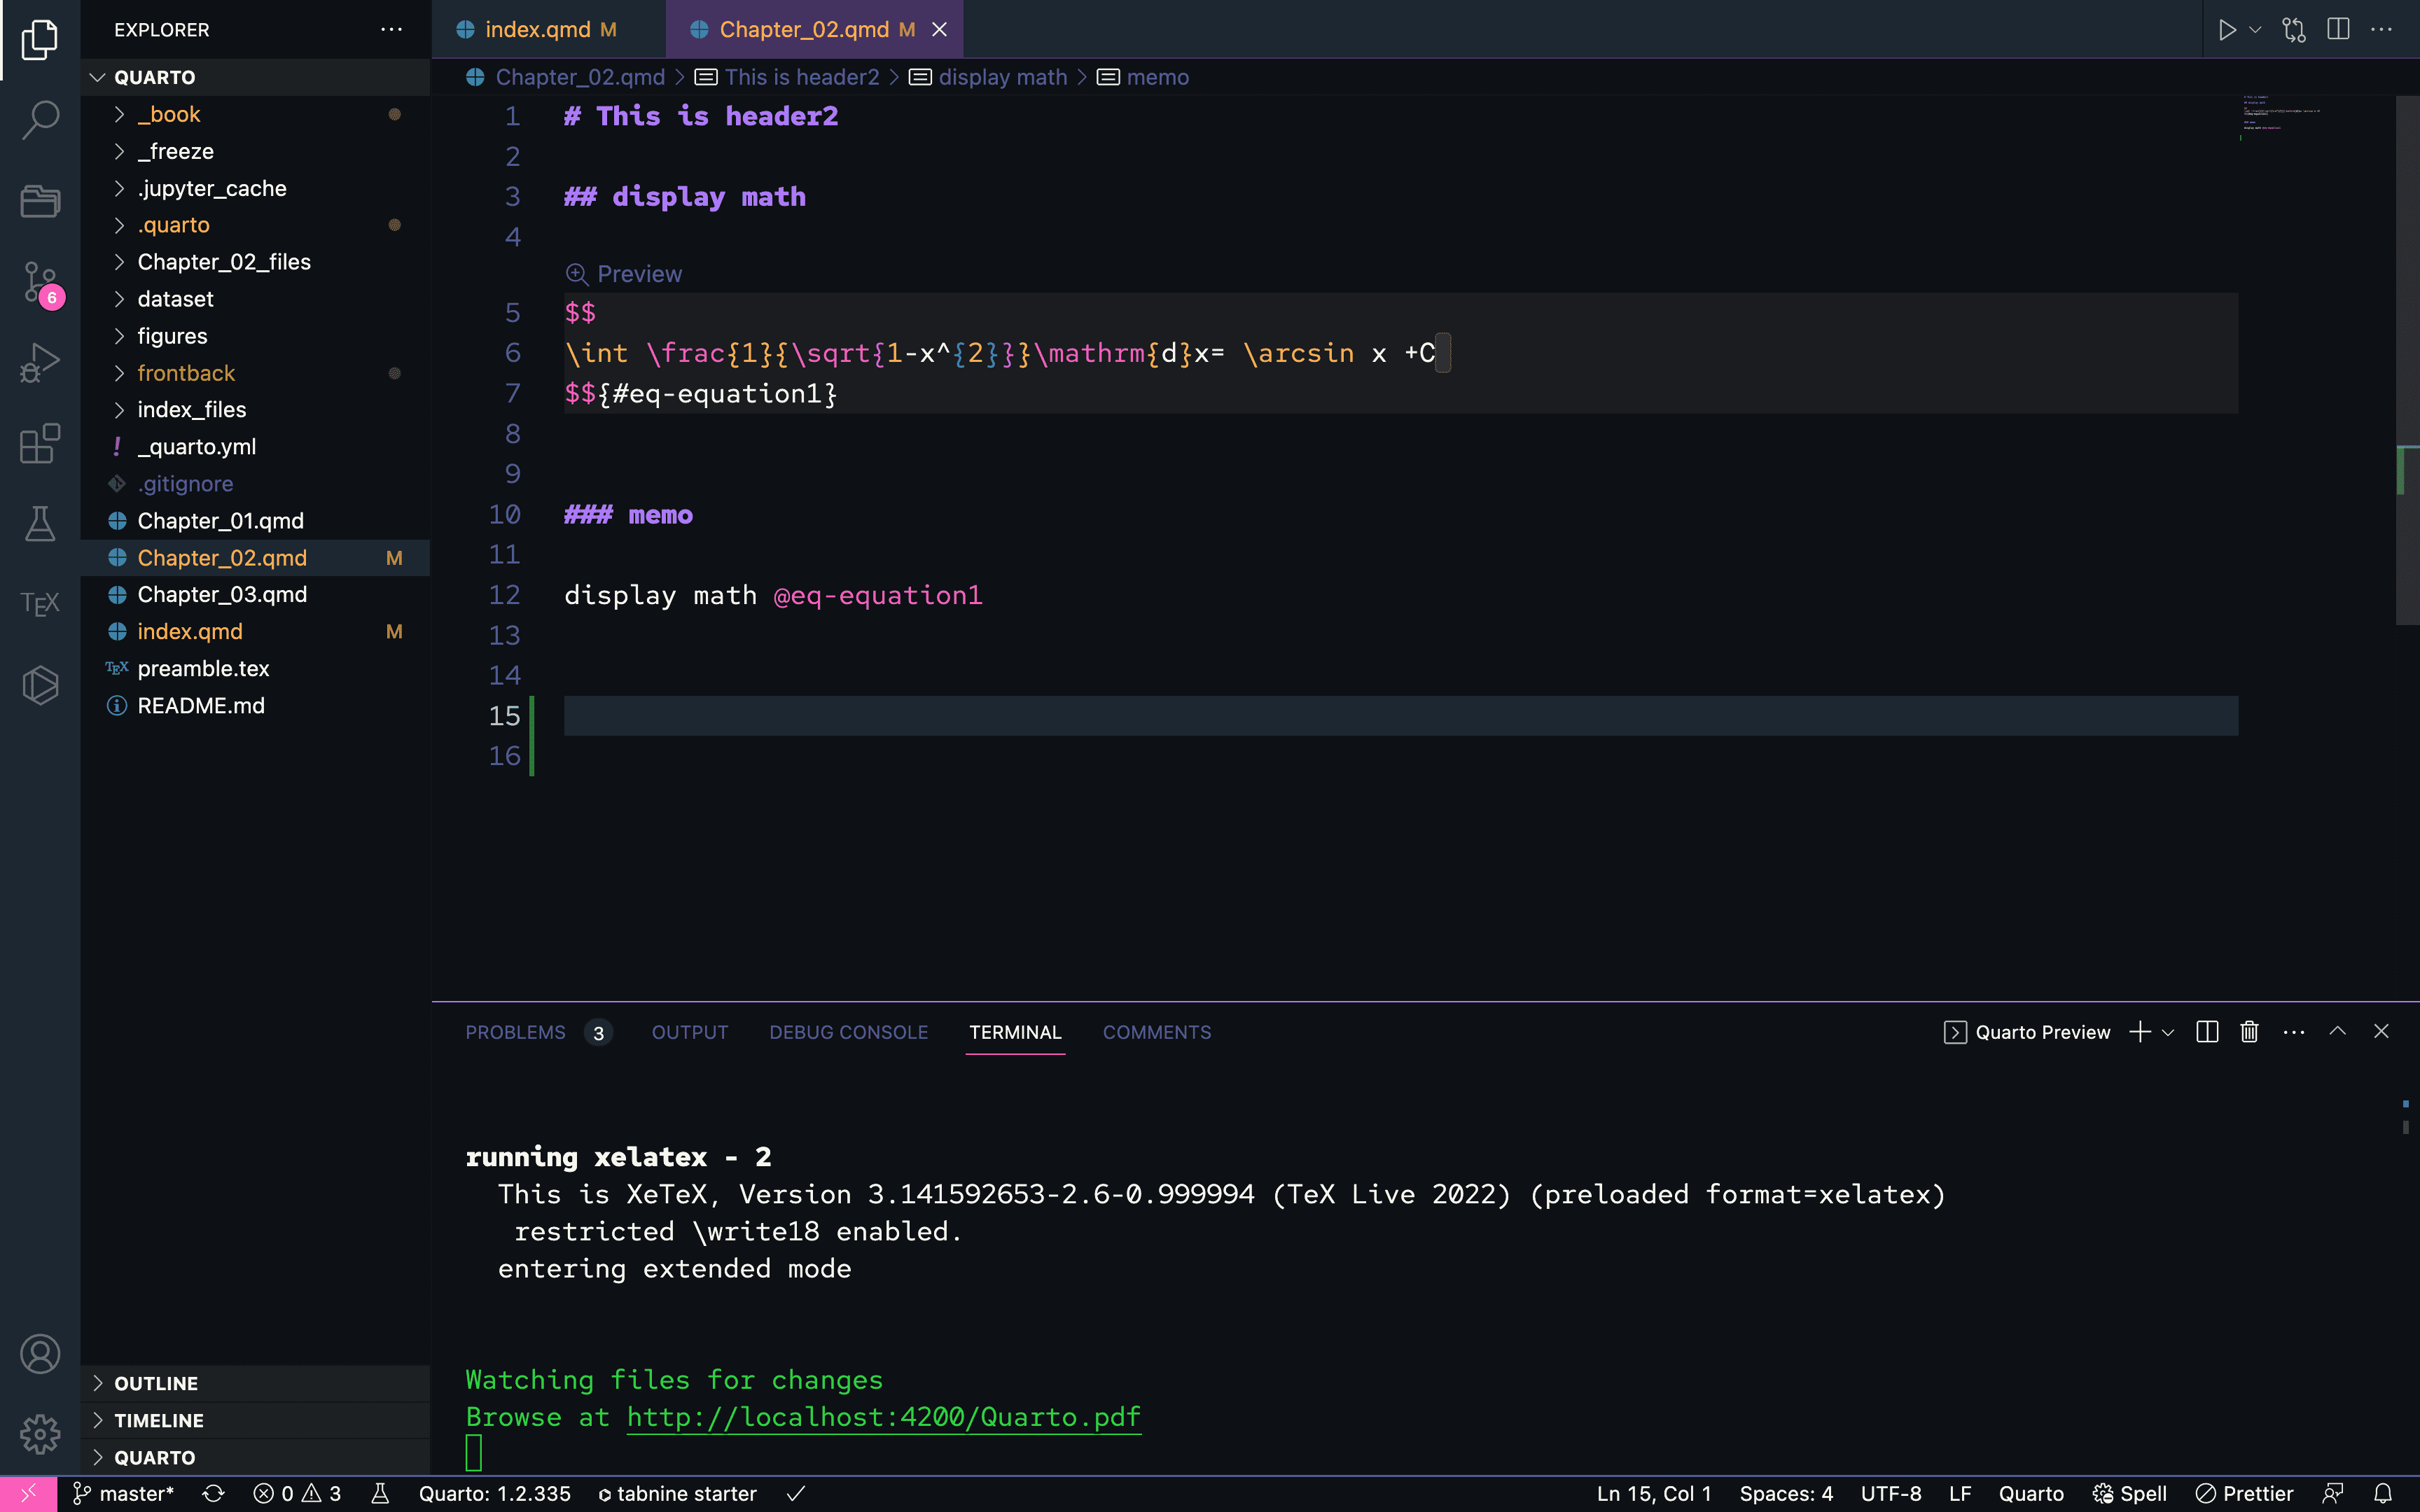 EXPLORER
QUARTO
_book
_freeze
.jupyter_cache
.quarto
Chapter_02_files
dataset
figures
frontback
index_files
! _quarto.yml
.gitignore
Chapter_01.qmd
Chapter_02.qmd M
Chapter_03.qmd
index.qmd M
TEX preamble.tex
README.md
OUTLINE
TIMELINE
QUARTO
6
TEX
index.qmd M
Chapter_02.qmd M
Chapter_02.qmd > This is header2 > display math > memo
1 # This is header2
2
3 ## display math
4
Preview
5 $$
6 \int \frac{1}{\sqrt{1-x^{2}}}\mathrm{d}x= \arcsin x +C
7 $${#eq-equation1}
8
9
10 ### memo
11
12 display math @eq-equation1
13
14
15
16
PROBLEMS 3 OUTPUT DEBUG CONSOLE TERMINAL COMMENTS
Quarto Preview
running xelatex - 2
This is XeTeX, Version 3.141592653-2.6-0.999994 (TeX Live 2022) (preloaded format=xelatex)
restricted \write18 enabled.
entering extended mode
Watching files for changes
Browse at http://localhost:4200/Quarto.pdf
master* 0 3 Quarto: 1.2.335 tabnine starter
Ln 15, Col 1 Spaces: 4 UTF-8 LF Quarto Spell Prettier